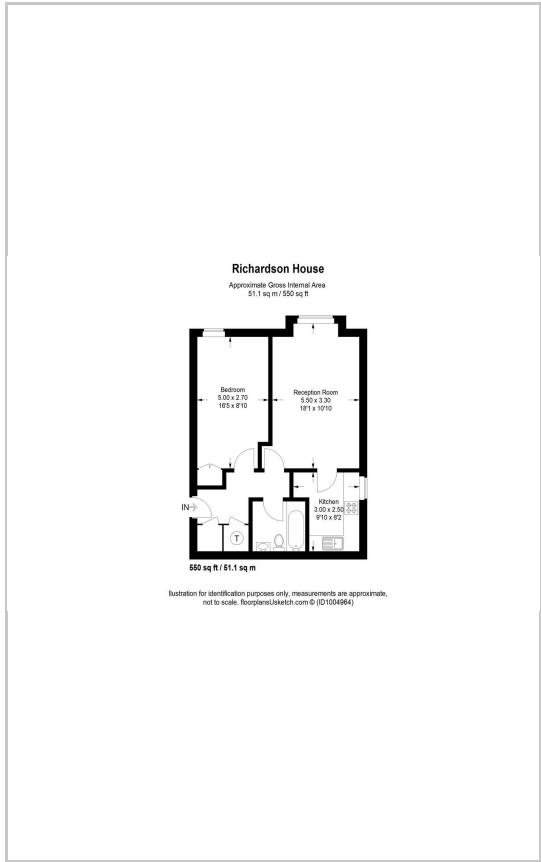 Richardson House
Approximate Gross Internal Area
51.1 sq m / 550 sq ft
Bedroom
5.00 x 2.70
16'5 x 8'10
Reception Room
5.50 x 3.30
18'1 x 10'10
Kitchen
3.00 x 2.50
9'10 x 8'2
IN
T
550 sq ft / 51.1 sq m
Illustration for identification purposes only, measurements are approximate,
not to scale. floorplansUsketch.com © (ID1004964)